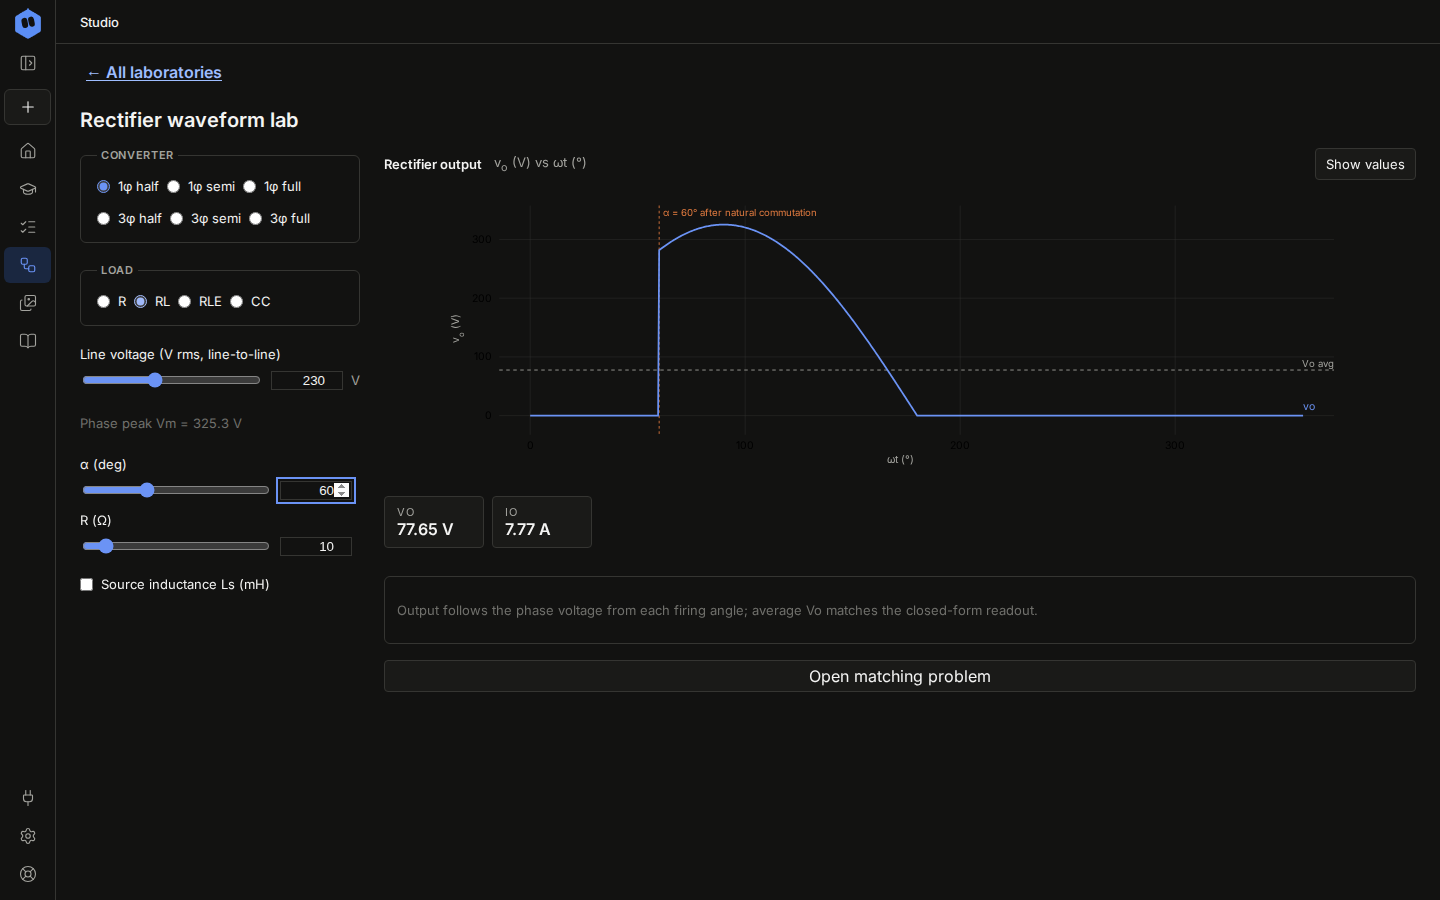 Studio
← All laboratories
Rectifier waveform lab
CONVERTER
1φ half 1φ semi 1φ full
3φ half 3φ semi 3φ full
LOAD
R RL RLE CC
Line voltage (V rms, line-to-line)
230 V
Phase peak Vm = 325.3 V
α (deg)
60
R (Ω)
10
Source inductance Ls (mH)
Rectifier output vo (V) vs ωt (°)
Show values
α = 60° after natural commutation
300
200
100
0
vo (V)
Vo avg
vo
0 100 200 300
ωt (°)
VO
77.65 V
IO
7.77 A
Output follows the phase voltage from each firing angle; average Vo matches the closed-form readout.
Open matching problem